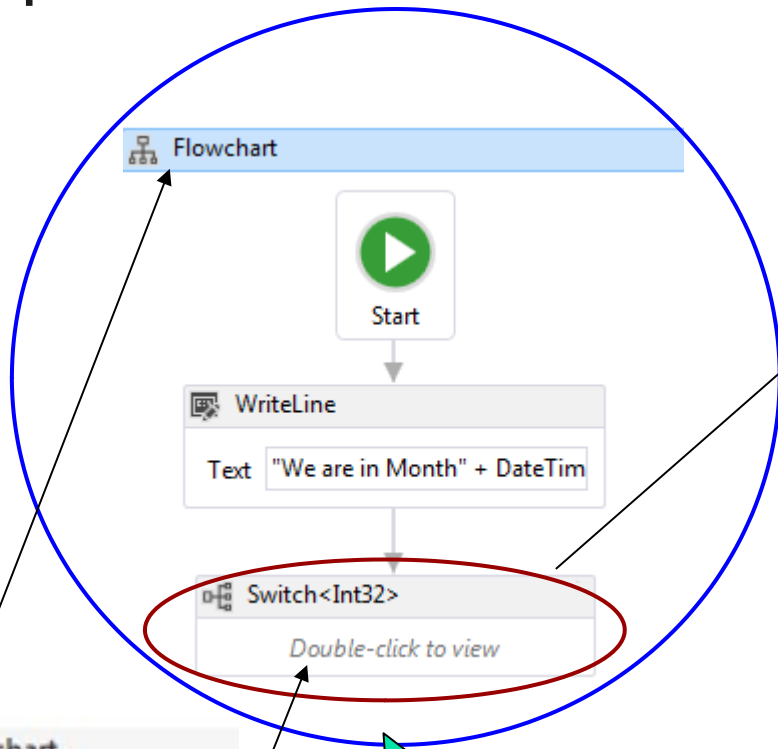 Flowchart
Start
WriteLine
Text "We are in Month" + DateTim
Switch<Int32>
Double-click to view